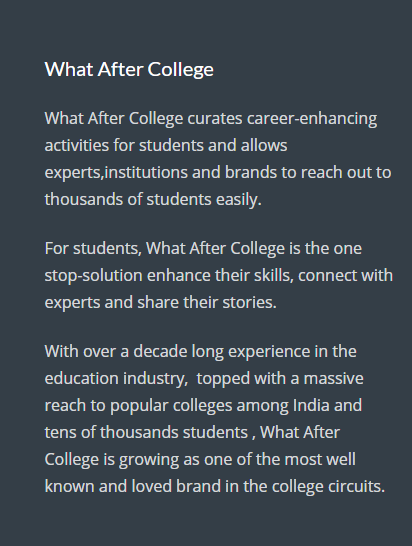 What After College
What After College curates career-enhancing
activities for students and allows
experts,institutions and brands to reach out to
thousands of students easily.
For students, What After College is the one
stop-solution enhance their skills, connect with
experts and share their stories.
With over a decade long experience in the
education industry,  topped with a massive
reach to popular colleges among India and
tens of thousands students , What After
College is growing as one of the most well
known and loved brand in the college circuits.